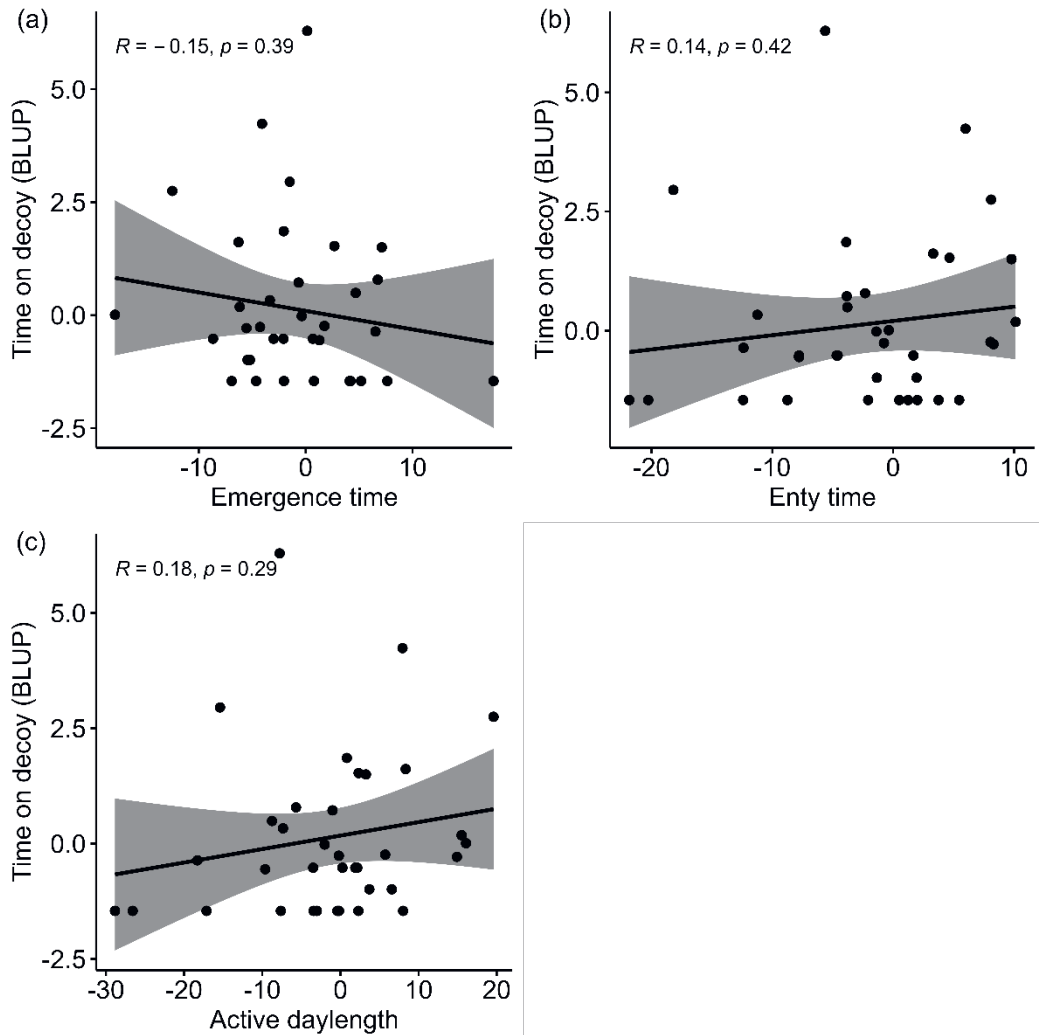 (a)
R = − 0.15, p = 0.39
5.0
2.5
0.0
-2.5
Time on decoy (BLUP)
-10
0
10
Emergence time
(b)
R = 0.14, p = 0.42
5.0
2.5
0.0
Time on decoy (BLUP)
-20
-10
0
10
Enty time
(c)
R = 0.18, p = 0.29
5.0
2.5
0.0
-2.5
Time on decoy (BLUP)
-30
-20
-10
0
10
20
Active daylength